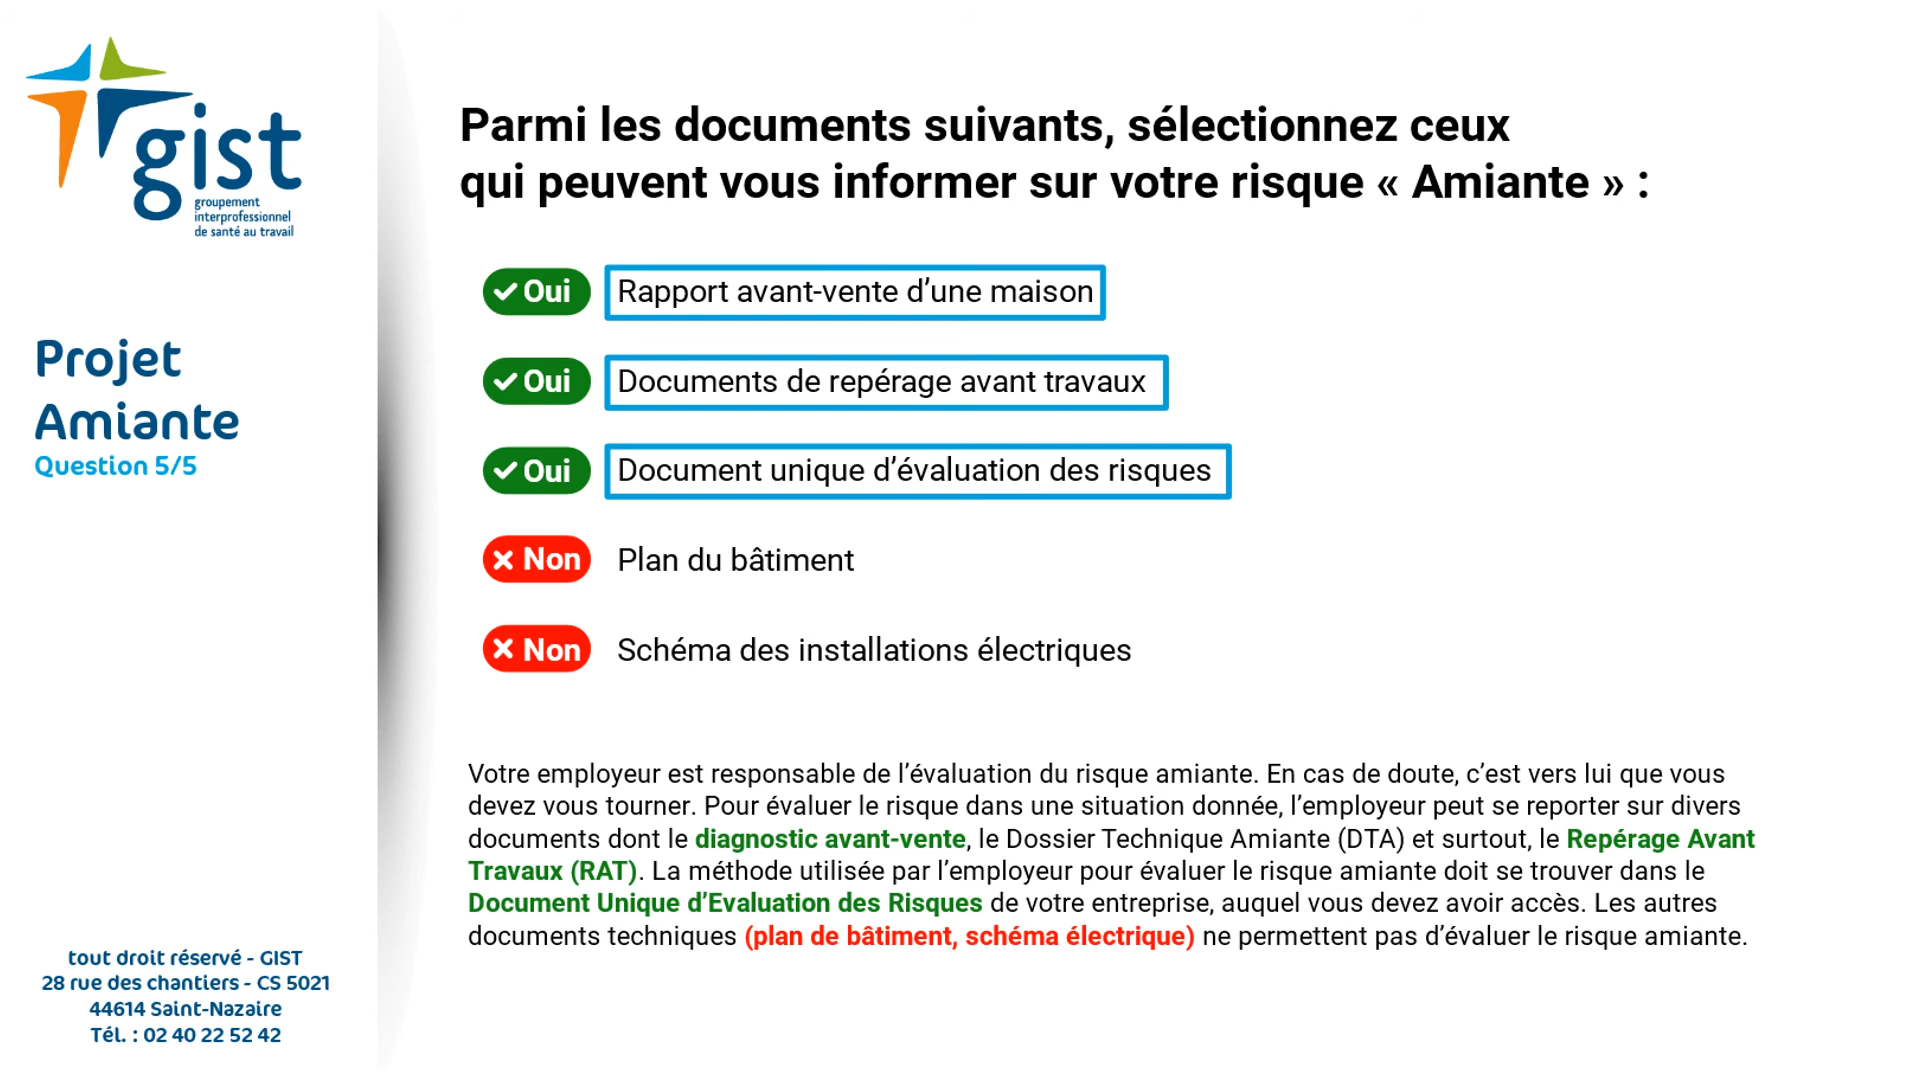 gist
groupement
interprofessionnel
de santé au travail
Projet
Amiante
Question 5/5
tout droit réservé - GIST
28 rue des chantiers - CS 5021
44614 Saint-Nazaire
Tél. : 02 40 22 52 42
Parmi les documents suivants, sélectionnez ceux
qui peuvent vous informer sur votre risque « Amiante » :
Oui Rapport avant-vente d’une maison
Oui Documents de repérage avant travaux
Oui Document unique d’évaluation des risques
Non Plan du bâtiment
Non Schéma des installations électriques
Votre employeur est responsable de l’évaluation du risque amiante. En cas de doute, c’est vers lui que vous
devez vous tourner. Pour évaluer le risque dans une situation donnée, l’employeur peut se reporter sur divers
documents dont le diagnostic avant-vente, le Dossier Technique Amiante (DTA) et surtout, le Repérage Avant
Travaux (RAT). La méthode utilisée par l’employeur pour évaluer le risque amiante doit se trouver dans le
Document Unique d’Evaluation des Risques de votre entreprise, auquel vous devez avoir accès. Les autres
documents techniques (plan de bâtiment, schéma électrique) ne permettent pas d’évaluer le risque amiante.